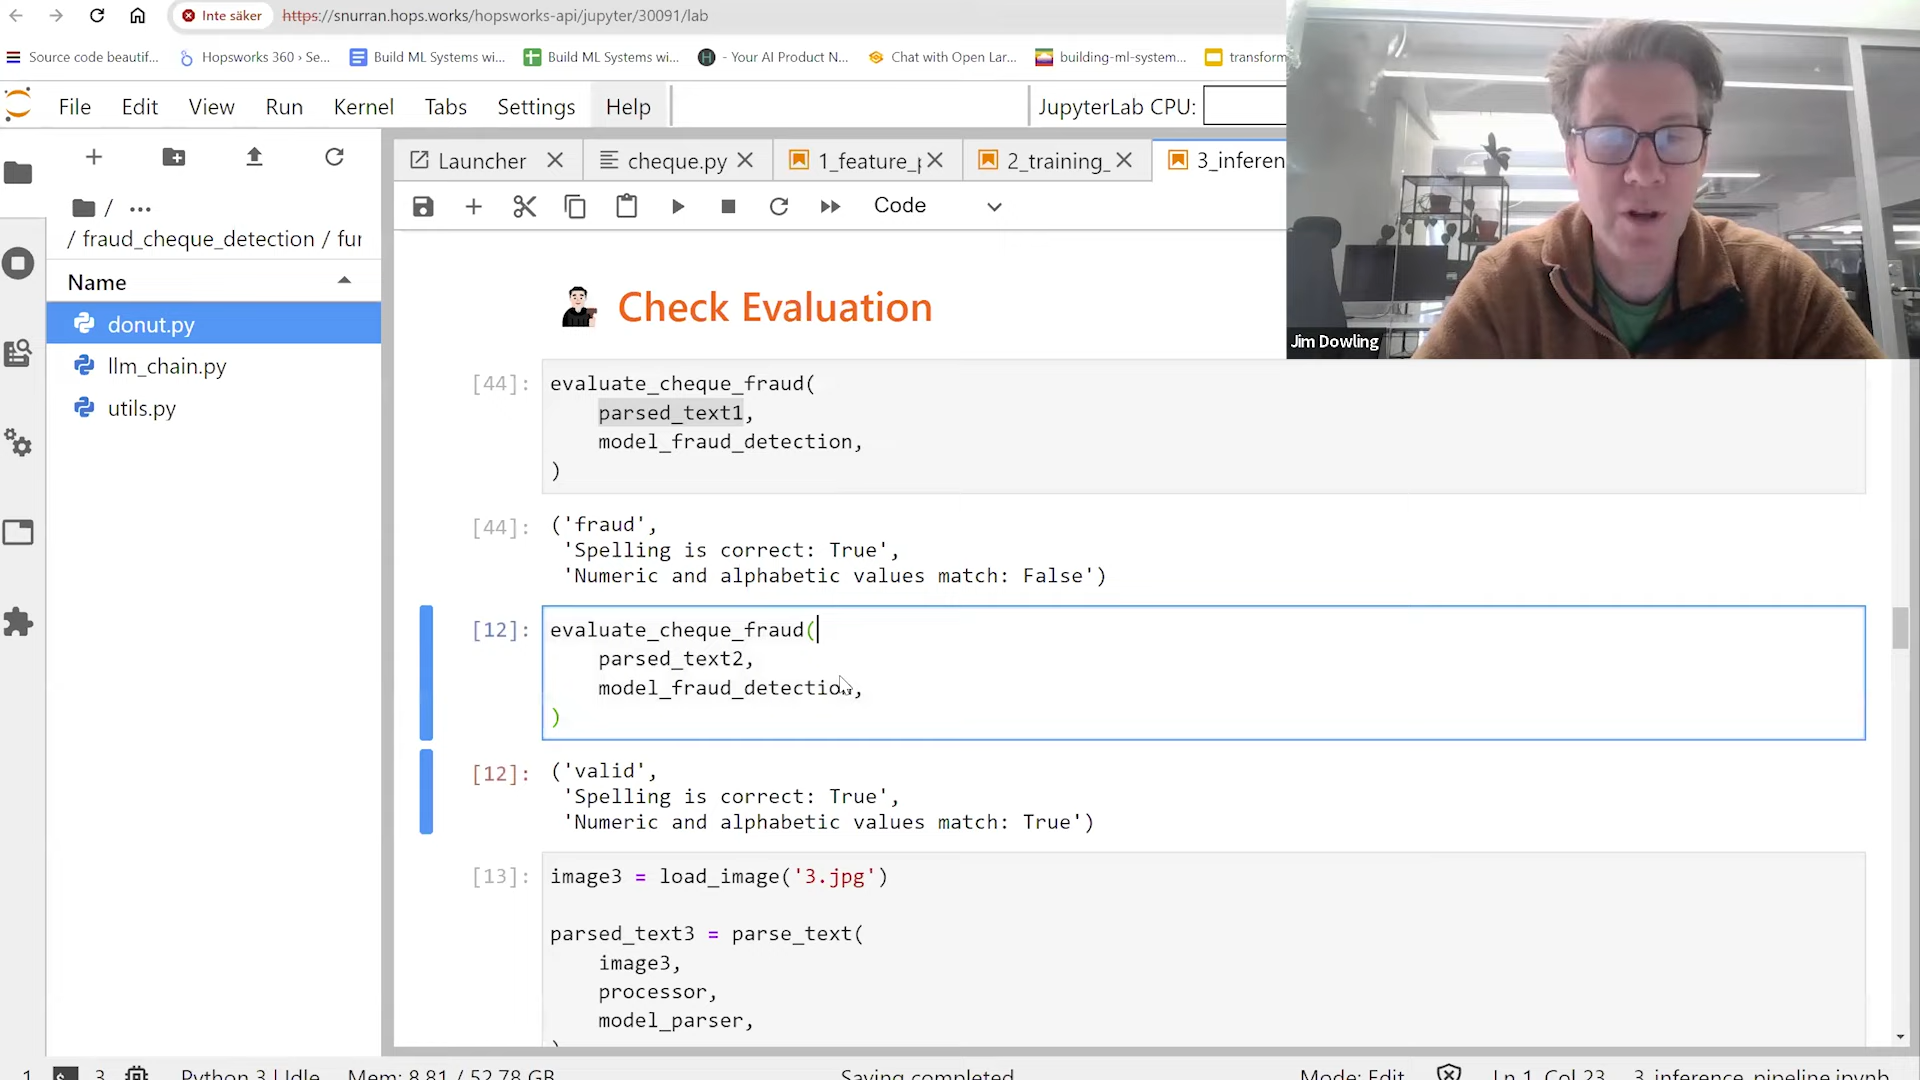 Inte säker
https://snurran.hops.works/hopsworks-api/jupyter/30091/lab
Source code beautif...
Hopsworks 360 › Se...
Build ML Systems wi...
Build ML Systems wi...
- Your AI Product N...
Chat with Open Lar...
building-ml-system...
transform
File Edit View Run Kernel Tabs Settings Help
JupyterLab CPU:
Launcher
cheque.py
1_feature_p
2_training_
3_inferen
Code
/ ...
/ fraud_cheque_detection / fur
Name
donut.py
llm_chain.py
utils.py
Check Evaluation
Jim Dowling
[44]: evaluate_cheque_fraud(
parsed_text1,
model_fraud_detection,
)
[44]: ('fraud',
'Spelling is correct: True',
'Numeric and alphabetic values match: False')
[12]: evaluate_cheque_fraud(
parsed_text2,
model_fraud_detection,
)
[12]: ('valid',
'Spelling is correct: True',
'Numeric and alphabetic values match: True')
[13]: image3 = load_image('3.jpg')
parsed_text3 = parse_text(
image3,
processor,
model_parser,
)
1 3 Python 3 | Idle Mem: 8.81 / 52.78 GB Saving completed Mode: Edit Ln 1, Col 23 3_inference_pipeline.ipynb